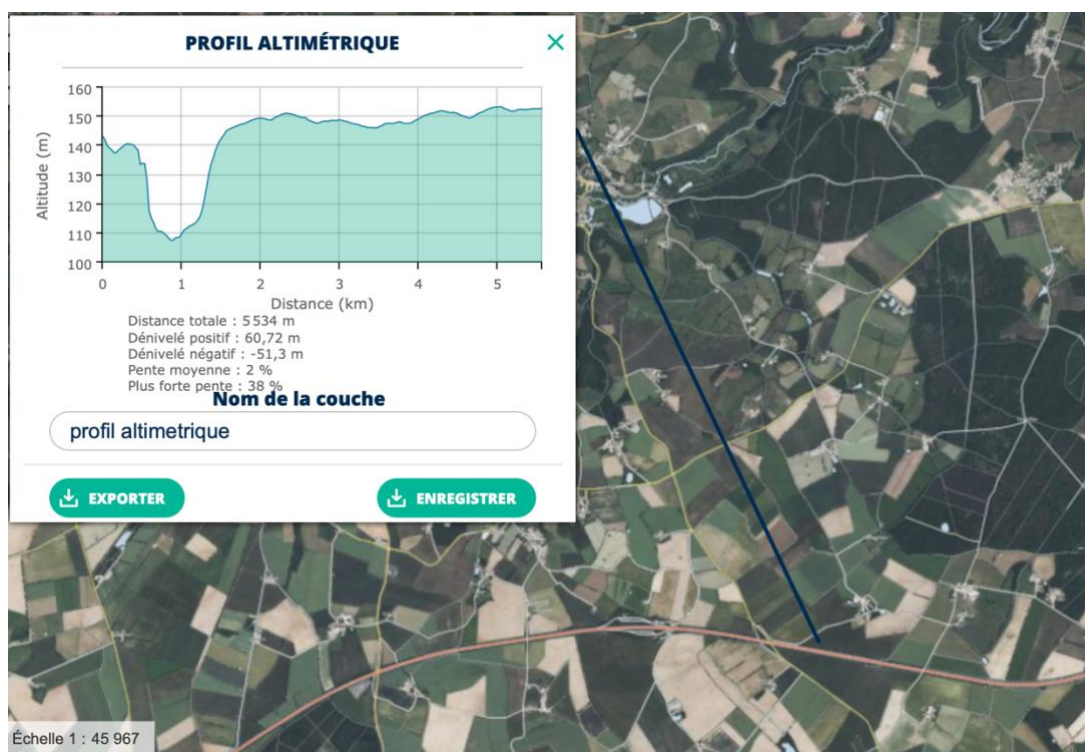 PROFIL ALTIMÉTRIQUE
160
150
140
130
120
110
100
Altitude (m)
0 1 2 3 4 5
Distance (km)
Distance totale : 5 534 m
Dénivelé positif : 60,72 m
Dénivelé négatif : -51,3 m
Pente moyenne : 2 %
Plus forte pente : 38 %
Nom de la couche
profil altimetrique
EXPORTER
ENREGISTRER
Échelle 1 : 45 967